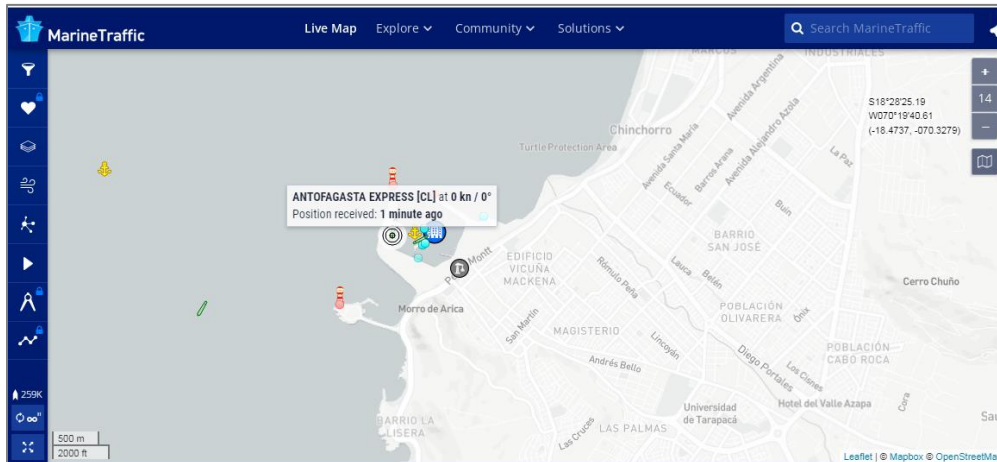 MarineTraffic
Live Map
Explore
Community
Solutions
Search MarineTraffic
INDUSTRIALES
Avenida Argentina
S18°28'25.19
W070°19'40.61
(-18.4737, -070.3279)
+
14
−
Chinchorro
Avenida Santa María
Avenida Alejandro Azola
Turtle Protection Area
La Paz
Barros Arana
Ecuador
Buin
ANTOFAGASTA EXPRESS [CL] at 0 kn / 0°
Position received: 1 minute ago
BARRIO
SAN JOSÉ
Montt
EDIFICIO
VICUÑA
MACKENA
Rómulo Peña
Lauca
Belén
Cerro Chuño
Morro de Arica
POBLACIÓN
OLIVARERA
Onix
San Martín
MAGISTERIO
Lincoyán
POBLACIÓN
CABO ROCA
Andrés Bello
Diego Portales
Los Cisnes
259K
Cora
Hotel del Valle Azapa
Universidad
de Tarapacá
BARRIO LA
LISERA
Las Cruces
LAS PALMAS
Sau
500 m
2000 ft
Leaflet | © Mapbox © OpenStreetMa